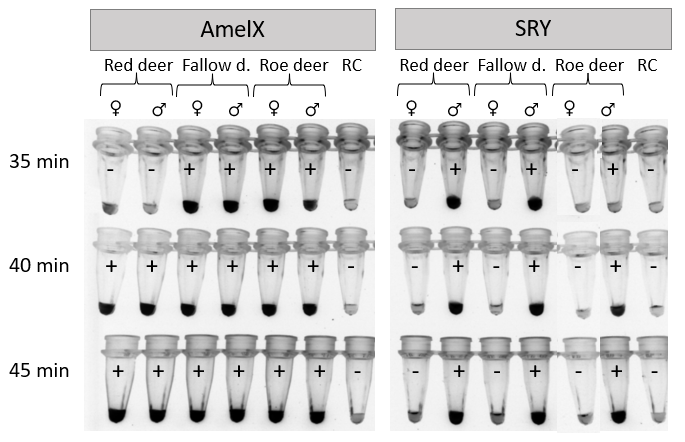 AmelX SRY
Red deer Fallow d. Roe deer RC Red deer Fallow d. Roe deer RC
♀ ♂ ♀ ♂ ♀ ♂ ♀ ♂ ♀ ♂ ♀ ♂
35 min - - + + + + - - + - + - + -
40 min + + + + + + - - + - + - + -
45 min + + + + + + - - + - + - + -